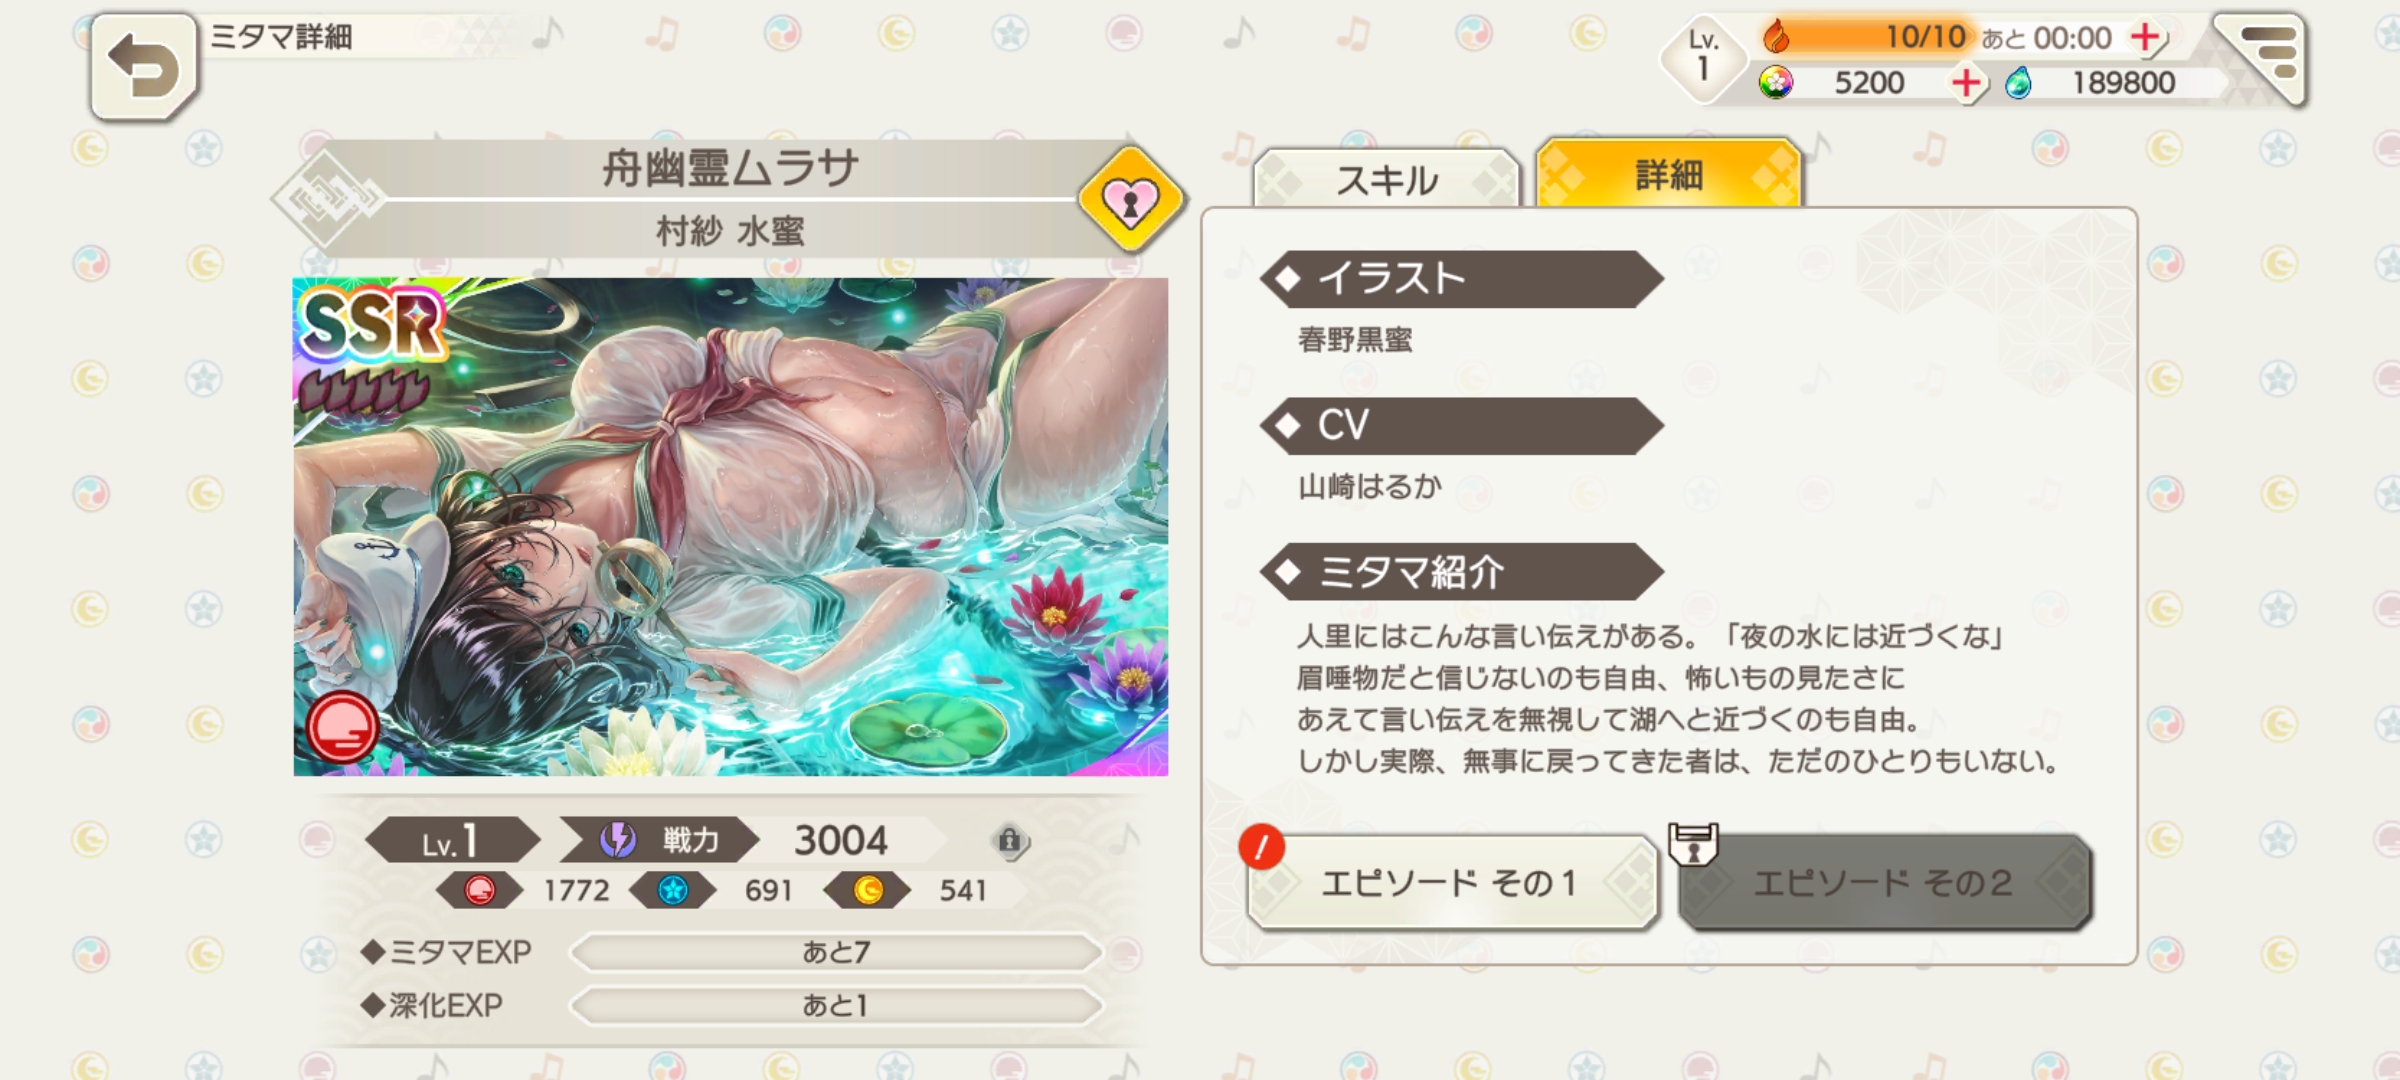 ミタマ詳細
Lv.
1
10/10 あと 00:00
5200
189800
舟幽霊ムラサ
村紗 水蜜
SSR
Lv.1
戦力
3004
1772
691
541
◆ミタマEXP
あと7
◆深化EXP
あと1
スキル
詳細
イラスト
春野黒蜜
CV
山崎はるか
ミタマ紹介
人里にはこんな言い伝えがある。「夜の水には近づくな」
眉唾物だと信じないのも自由、怖いもの見たさに
あえて言い伝えを無視して湖へと近づくのも自由。
しかし実際、無事に戻ってきた者は、ただのひとりもいない。
エピソード その1
エピソード その2